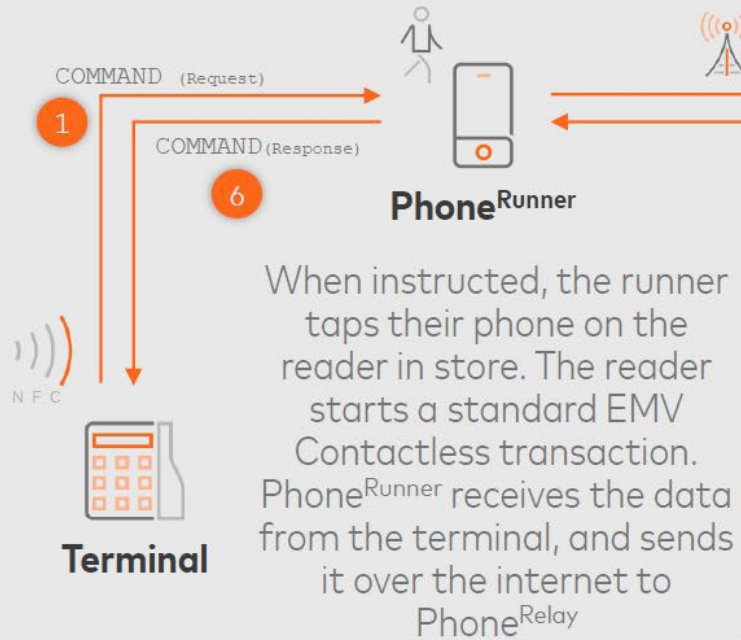 COMMAND (Request)
1
COMMAND (Response)
6
PhoneRunner
When instructed, the runner
taps their phone on the
reader in store. The reader
starts a standard EMV
Contactless transaction.
PhoneRunner receives the data
from the terminal, and sends
it over the internet to
PhoneRelay
NFC
Terminal